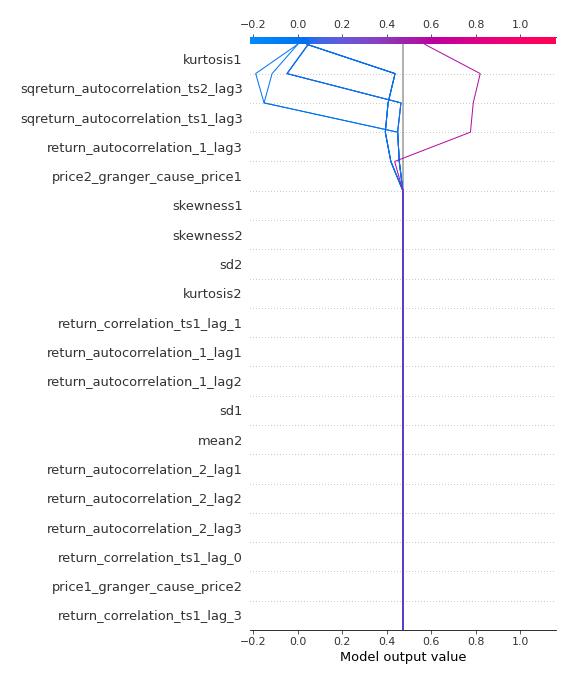 −0.2 0.0 0.2 0.4 0.6 0.8 1.0
kurtosis1
sqreturn_autocorrelation_ts2_lag3
sqreturn_autocorrelation_ts1_lag3
return_autocorrelation_1_lag3
price2_granger_cause_price1
skewness1
skewness2
sd2
kurtosis2
return_correlation_ts1_lag_1
return_autocorrelation_1_lag1
return_autocorrelation_1_lag2
sd1
mean2
return_autocorrelation_2_lag1
return_autocorrelation_2_lag2
return_autocorrelation_2_lag3
return_correlation_ts1_lag_0
price1_granger_cause_price2
return_correlation_ts1_lag_3
−0.2 0.0 0.2 0.4 0.6 0.8 1.0
Model output value